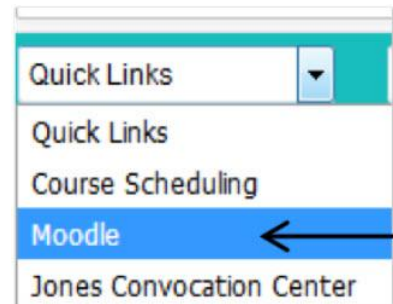 Quick Links
Quick Links
Course Scheduling
Moodle
Jones Convocation Center